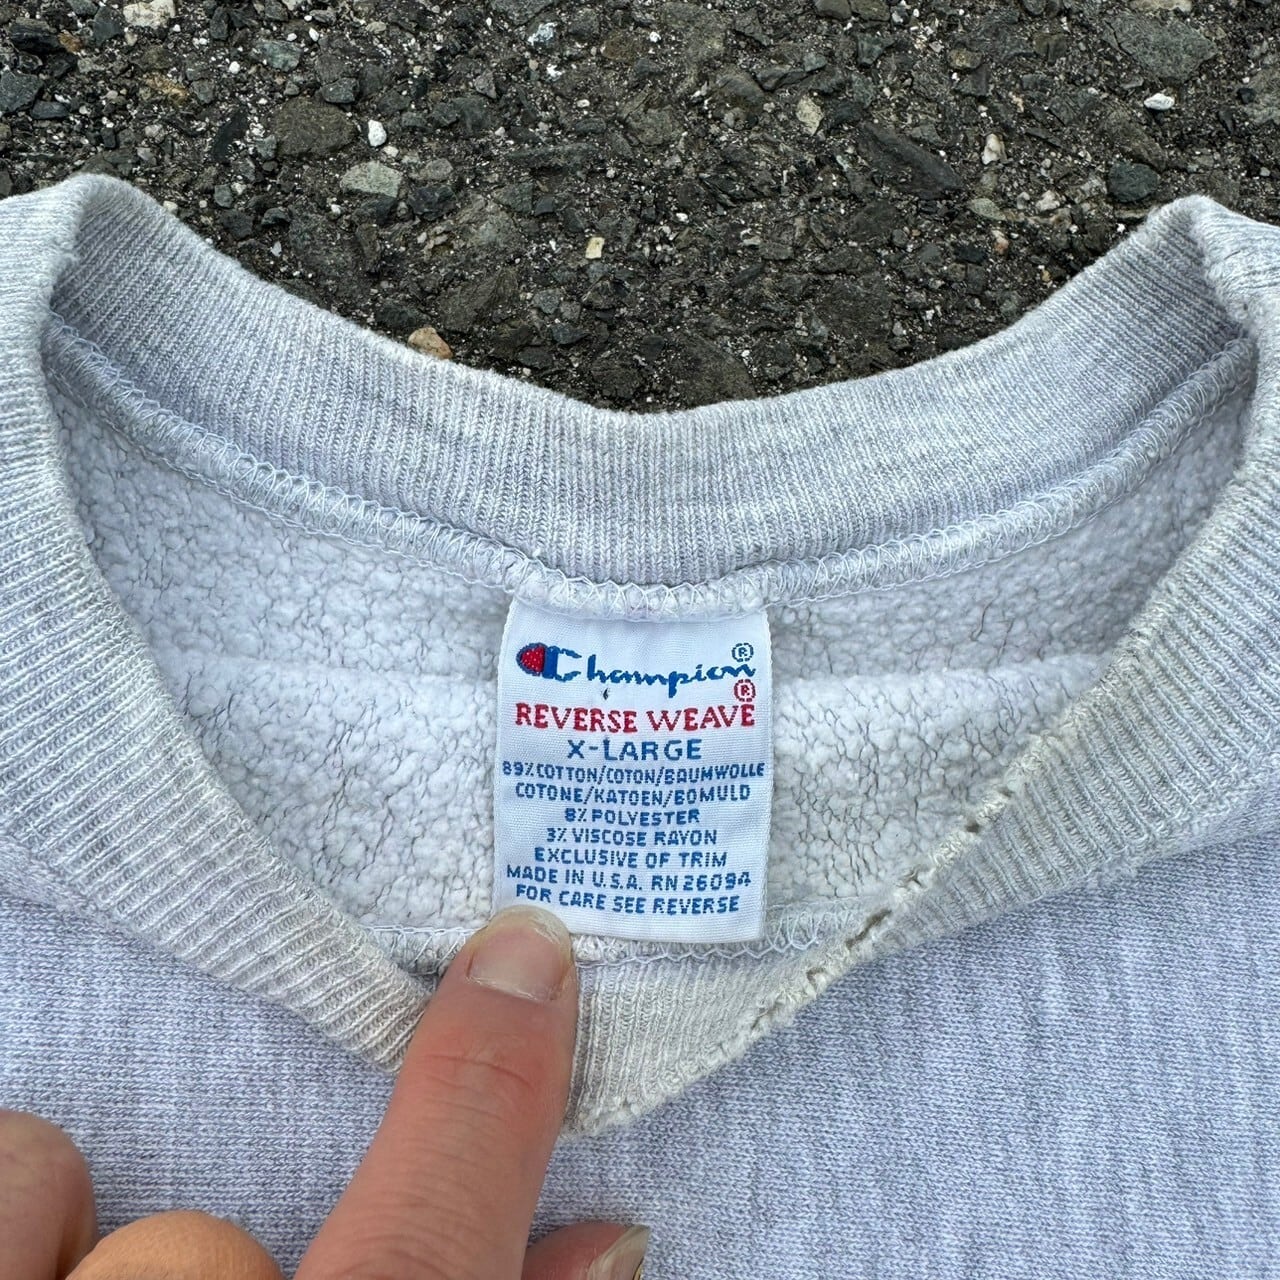 Champion®
®
REVERSE WEAVE
X-LARGE
89% COTTON/COTON/BAUMWOLLE
COTONE/KATOEN/BOMULD
8% POLYESTER
3% VISCOSE RAYON
EXCLUSIVE OF TRIM
MADE IN U.S.A. RN 26094
FOR CARE SEE REVERSE